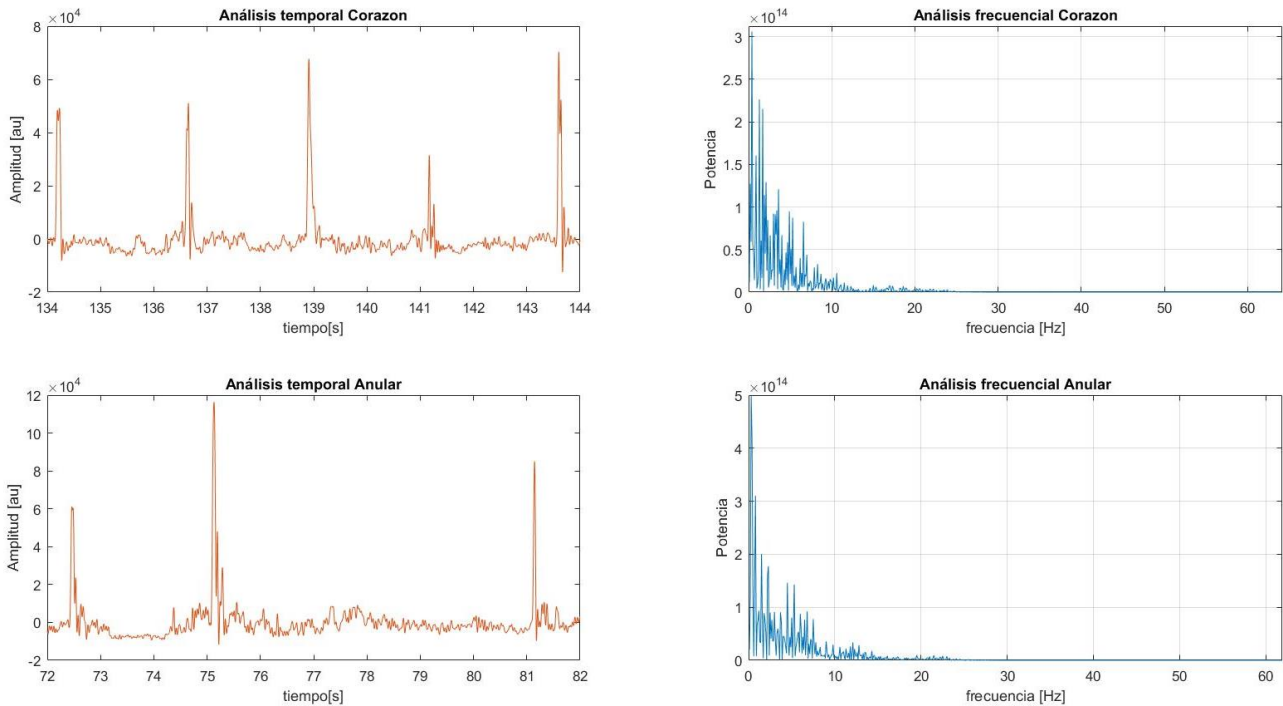 Análisis temporal Corazon
×10⁴
8
6
4
2
0
-2
Amplitud [au]
134 135 136 137 138 139 140 141 142 143 144
tiempo[s]
Análisis frecuencial Corazon
×10¹⁴
3
2.5
2
1.5
1
0.5
0
Potencia
0 10 20 30 40 50 60
frecuencia [Hz]
Análisis temporal Anular
×10⁴
12
10
8
6
4
2
0
-2
Amplitud [au]
72 73 74 75 76 77 78 79 80 81 82
tiempo[s]
Análisis frecuencial Anular
×10¹⁴
5
4
3
2
1
0
Potencia
0 10 20 30 40 50 60
frecuencia [Hz]